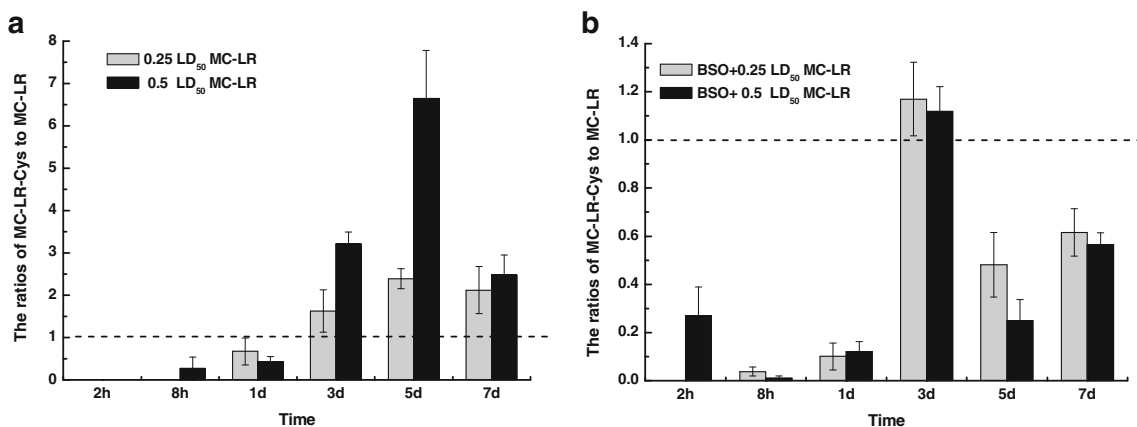 a
The ratios of MC-LR-Cys to MC-LR
8
7
6
5
4
3
2
1
0
0.25 LD50 MC-LR
0.5 LD50 MC-LR
2h 8h 1d 3d 5d 7d
Time
b
The ratios of MC-LR-Cys to MC-LR
1.4
1.2
1.0
0.8
0.6
0.4
0.2
0.0
BSO+0.25 LD50 MC-LR
BSO+ 0.5 LD50 MC-LR
2h 8h 1d 3d 5d 7d
Time